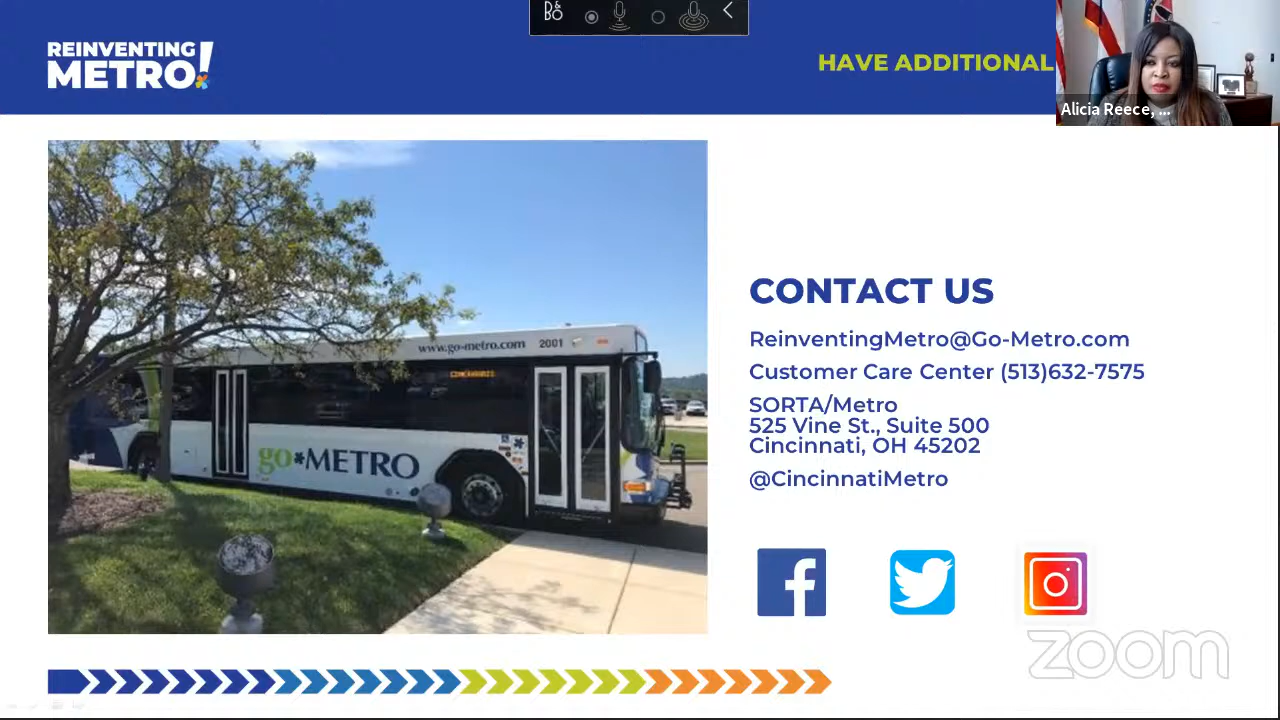 B&O
REINVENTING
METRO!
HAVE ADDITIONAL
Alicia Reece, ...
www.go-metro.com 2001
go*METRO
CONTACT US
ReinventingMetro@Go-Metro.com
Customer Care Center (513)632-7575
SORTA/Metro
525 Vine St., Suite 500
Cincinnati, OH 45202
@CincinnatiMetro
zoom